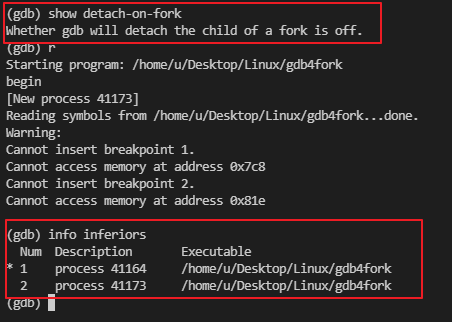 (gdb) show detach-on-fork
Whether gdb will detach the child of a fork is off.
(gdb) r
Starting program: /home/u/Desktop/Linux/gdb4fork
begin
[New process 41173]
Reading symbols from /home/u/Desktop/Linux/gdb4fork...done.
Warning:
Cannot insert breakpoint 1.
Cannot access memory at address 0x7c8
Cannot insert breakpoint 2.
Cannot access memory at address 0x81e
(gdb) info inferiors
Num Description Executable
* 1 process 41164 /home/u/Desktop/Linux/gdb4fork
2 process 41173 /home/u/Desktop/Linux/gdb4fork
(gdb)